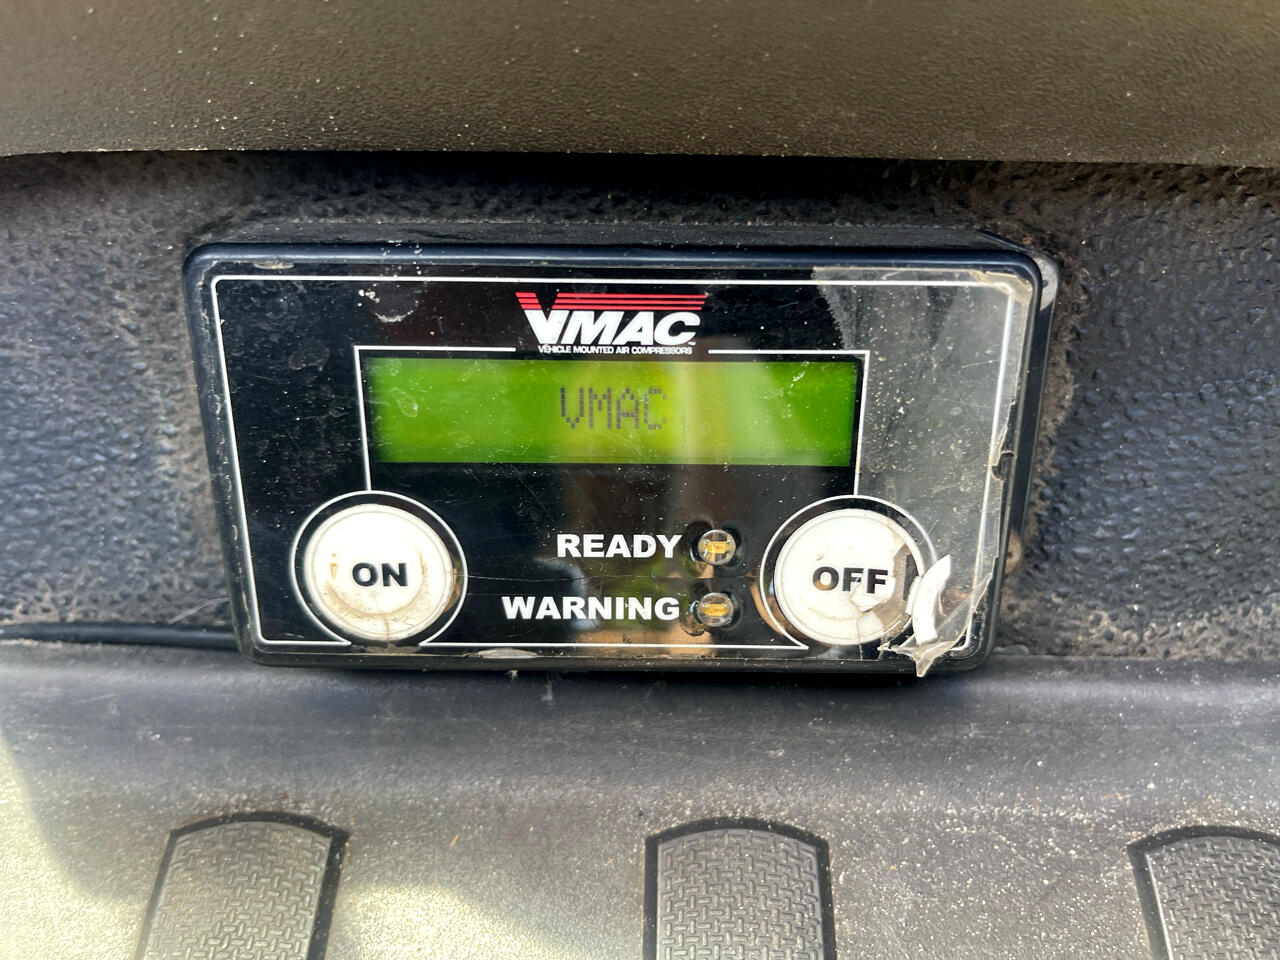 VMAC
VEHICLE MOUNTED AIR COMPRESSORS
VMAC
ON
READY
OFF
WARNING